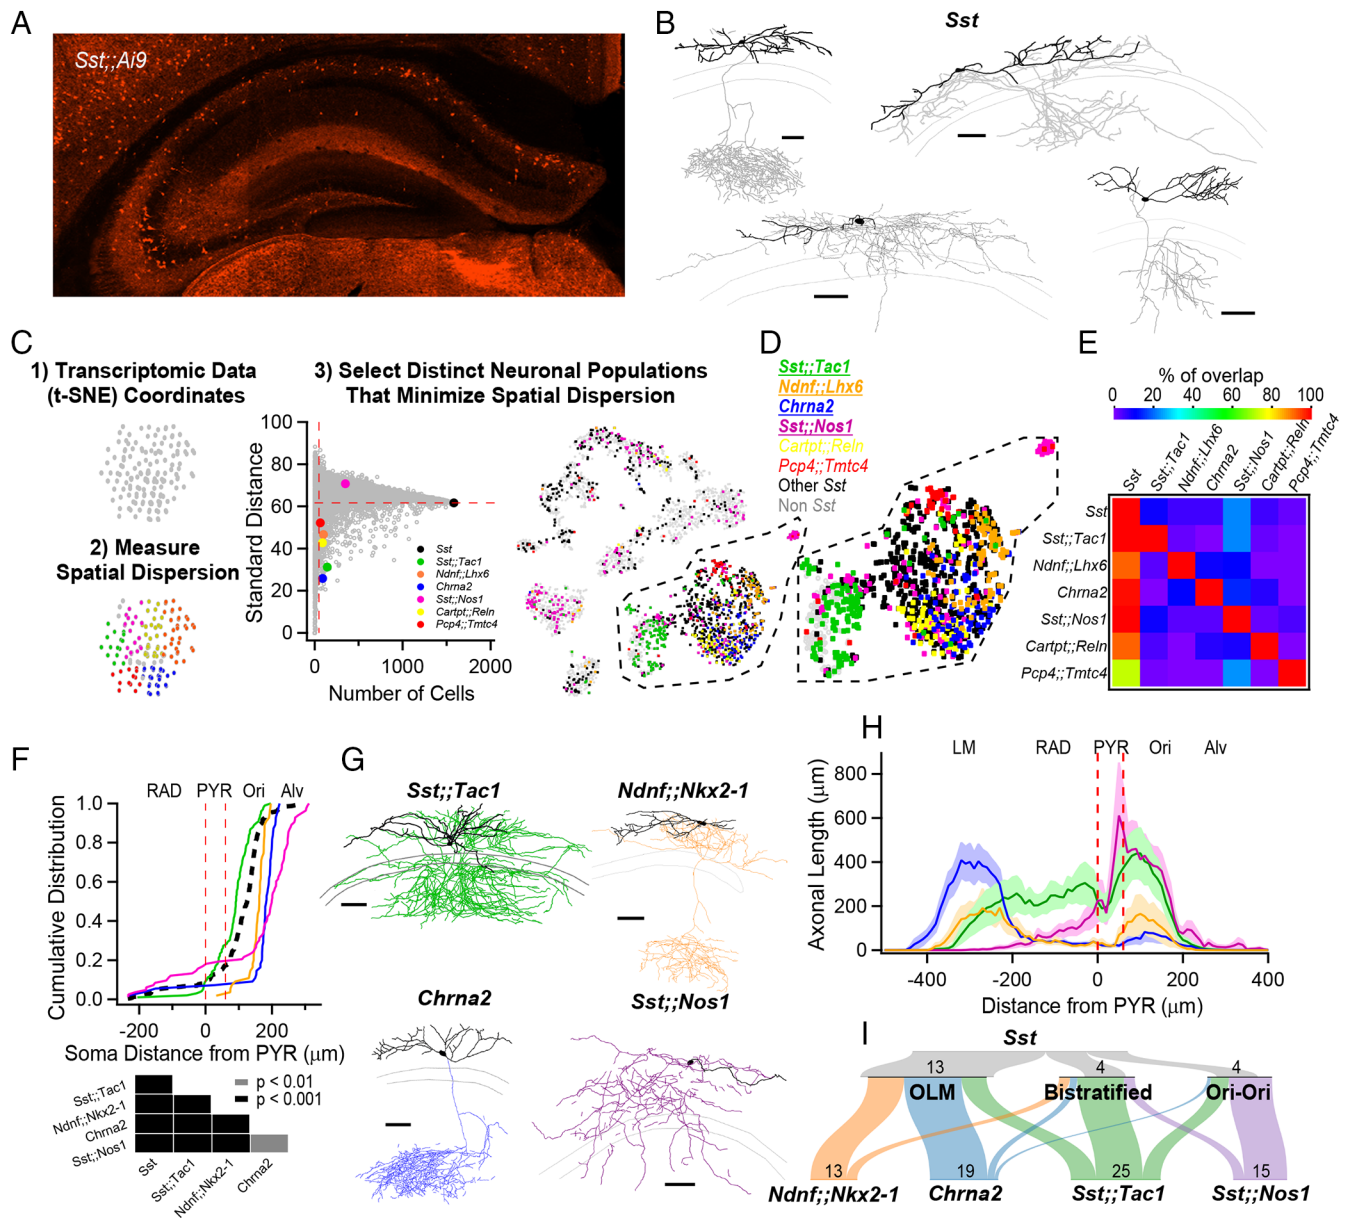 A
Sst;;Ai9
B
Sst
C
1) Transcriptomic Data
(t-SNE) Coordinates
2) Measure
Spatial Dispersion
3) Select Distinct Neuronal Populations
That Minimize Spatial Dispersion
Standard Distance
100
80
60
40
20
0
0
1000
2000
Number of Cells
Sst
Sst;;Tac1
Ndnf;;Lhx6
Chrna2
Sst;;Nos1
Cartpt;;Reln
Pcp4;;Tmtc4
D
Sst;;Tac1
Ndnf;;Lhx6
Chrna2
Sst;;Nos1
Cartpt;;Reln
Pcp4;;Tmtc4
Other Sst
Non Sst
E
% of overlap
0 20 40 60 80 100
Sst
Sst;;Tac1
Ndnf;;Lhx6
Chrna2
Sst;;Nos1
Cartpt;;Reln
Pcp4;;Tmtc4
Sst
Sst;;Tac1
Ndnf;;Lhx6
Chrna2
Sst;;Nos1
Cartpt;;Reln
Pcp4;;Tmtc4
F
RAD PYR Ori Alv
Cumulative Distribution
1.0
0.8
0.6
0.4
0.2
0.0
-200 0 200
Soma Distance from PYR (μm)
p < 0.01
p < 0.001
Sst;;Tac1
Ndnf;;Nkx2-1
Chrna2
Sst;;Nos1
Sst
Sst;;Tac1
Ndnf;;Nkx2-1
Chrna2
G
Sst;;Tac1
Ndnf;;Nkx2-1
Chrna2
Sst;;Nos1
H
LM RAD PYR Ori Alv
Axonal Length (μm)
800
600
400
200
0
-400 -200 0 200 400
Distance from PYR (μm)
I
Sst
13 4 4
OLM Bistratified Ori-Ori
13 19 25 15
Ndnf;;Nkx2-1 Chrna2 Sst;;Tac1 Sst;;Nos1